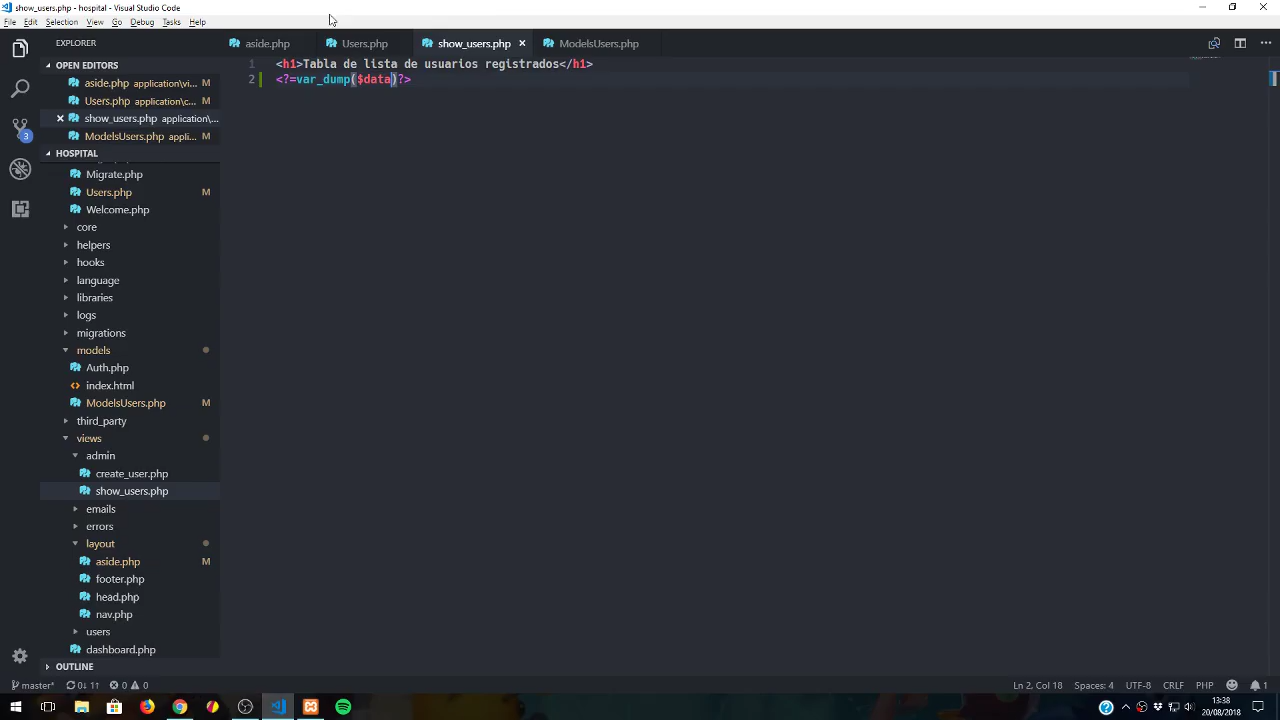 show_users.php - hospital - Visual Studio Code
File Edit Selection View Go Debug Tasks Help
EXPLORER
aside.php Users.php show_users.php ModelsUsers.php
OPEN EDITORS
aside.php application\vi... M
Users.php application\c... M
show_users.php application\...
ModelsUsers.php appli... M
HOSPITAL
Migrate.php
Users.php M
Welcome.php
core
helpers
hooks
language
libraries
logs
migrations
models
Auth.php
index.html
ModelsUsers.php M
third_party
views
admin
create_user.php
show_users.php
emails
errors
layout
aside.php M
footer.php
head.php
nav.php
users
dashboard.php
OUTLINE
3
1 <h1>Tabla de lista de usuarios registrados</h1>
2 <?=var_dump($data)?>
master* 0↓ 1↑ 0 0
Ln 2, Col 18 Spaces: 4 UTF-8 CRLF PHP 1
13:38
20/08/2018